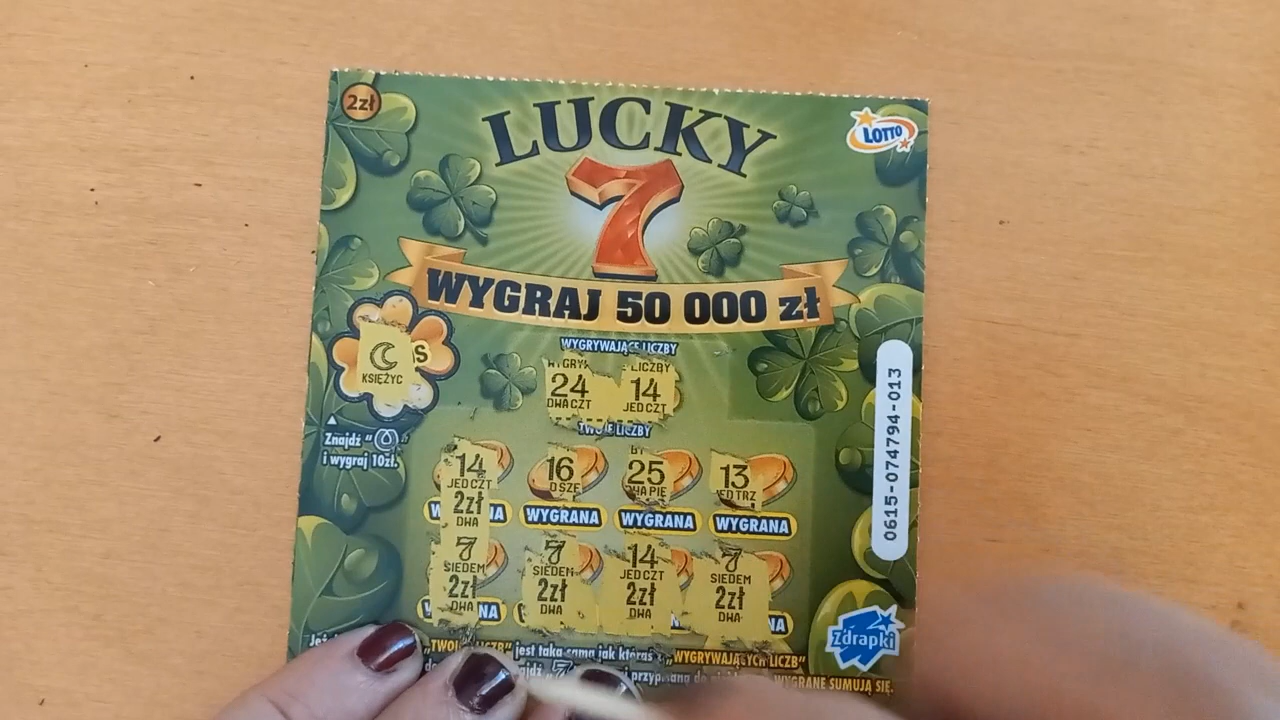 2zł
LUCKY
LOTTO
7
WYGRAJ 50 000 zł
WYGRYWAJĄCE LICZBY
S
KSIĘŻYC
LICZBY
24 14
DWA CZT JED CZT
Znajdź "
i wygraj 10zł.
TWOJE LICZBY
14 16 25 13
JED CZT
2zł
DWA
WYGRANA WYGRANA WYGRANA
7 7 14 7
SIEDEM SIEDEM JED CZT SIEDEM
2zł 2zł 2zł 2zł
DWA DWA DWA DWA
0615-074794-013
Zdrapki
jest taka sama jak któraś z „WYGRYWAJĄCYCH LICZB"
WYGRANE SUMUJĄ SIĘ.